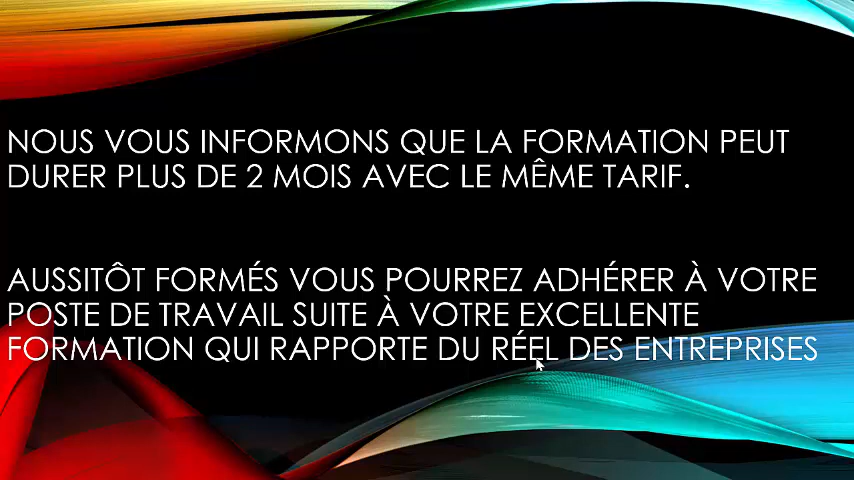 NOUS VOUS INFORMONS QUE LA FORMATION PEUT
DURER PLUS DE 2 MOIS AVEC LE MÊME TARIF.
AUSSITÔT FORMÉS VOUS POURREZ ADHÉRER À VOTRE
POSTE DE TRAVAIL SUITE À VOTRE EXCELLENTE
FORMATION QUI RAPPORTE DU RÉEL DES ENTREPRISES